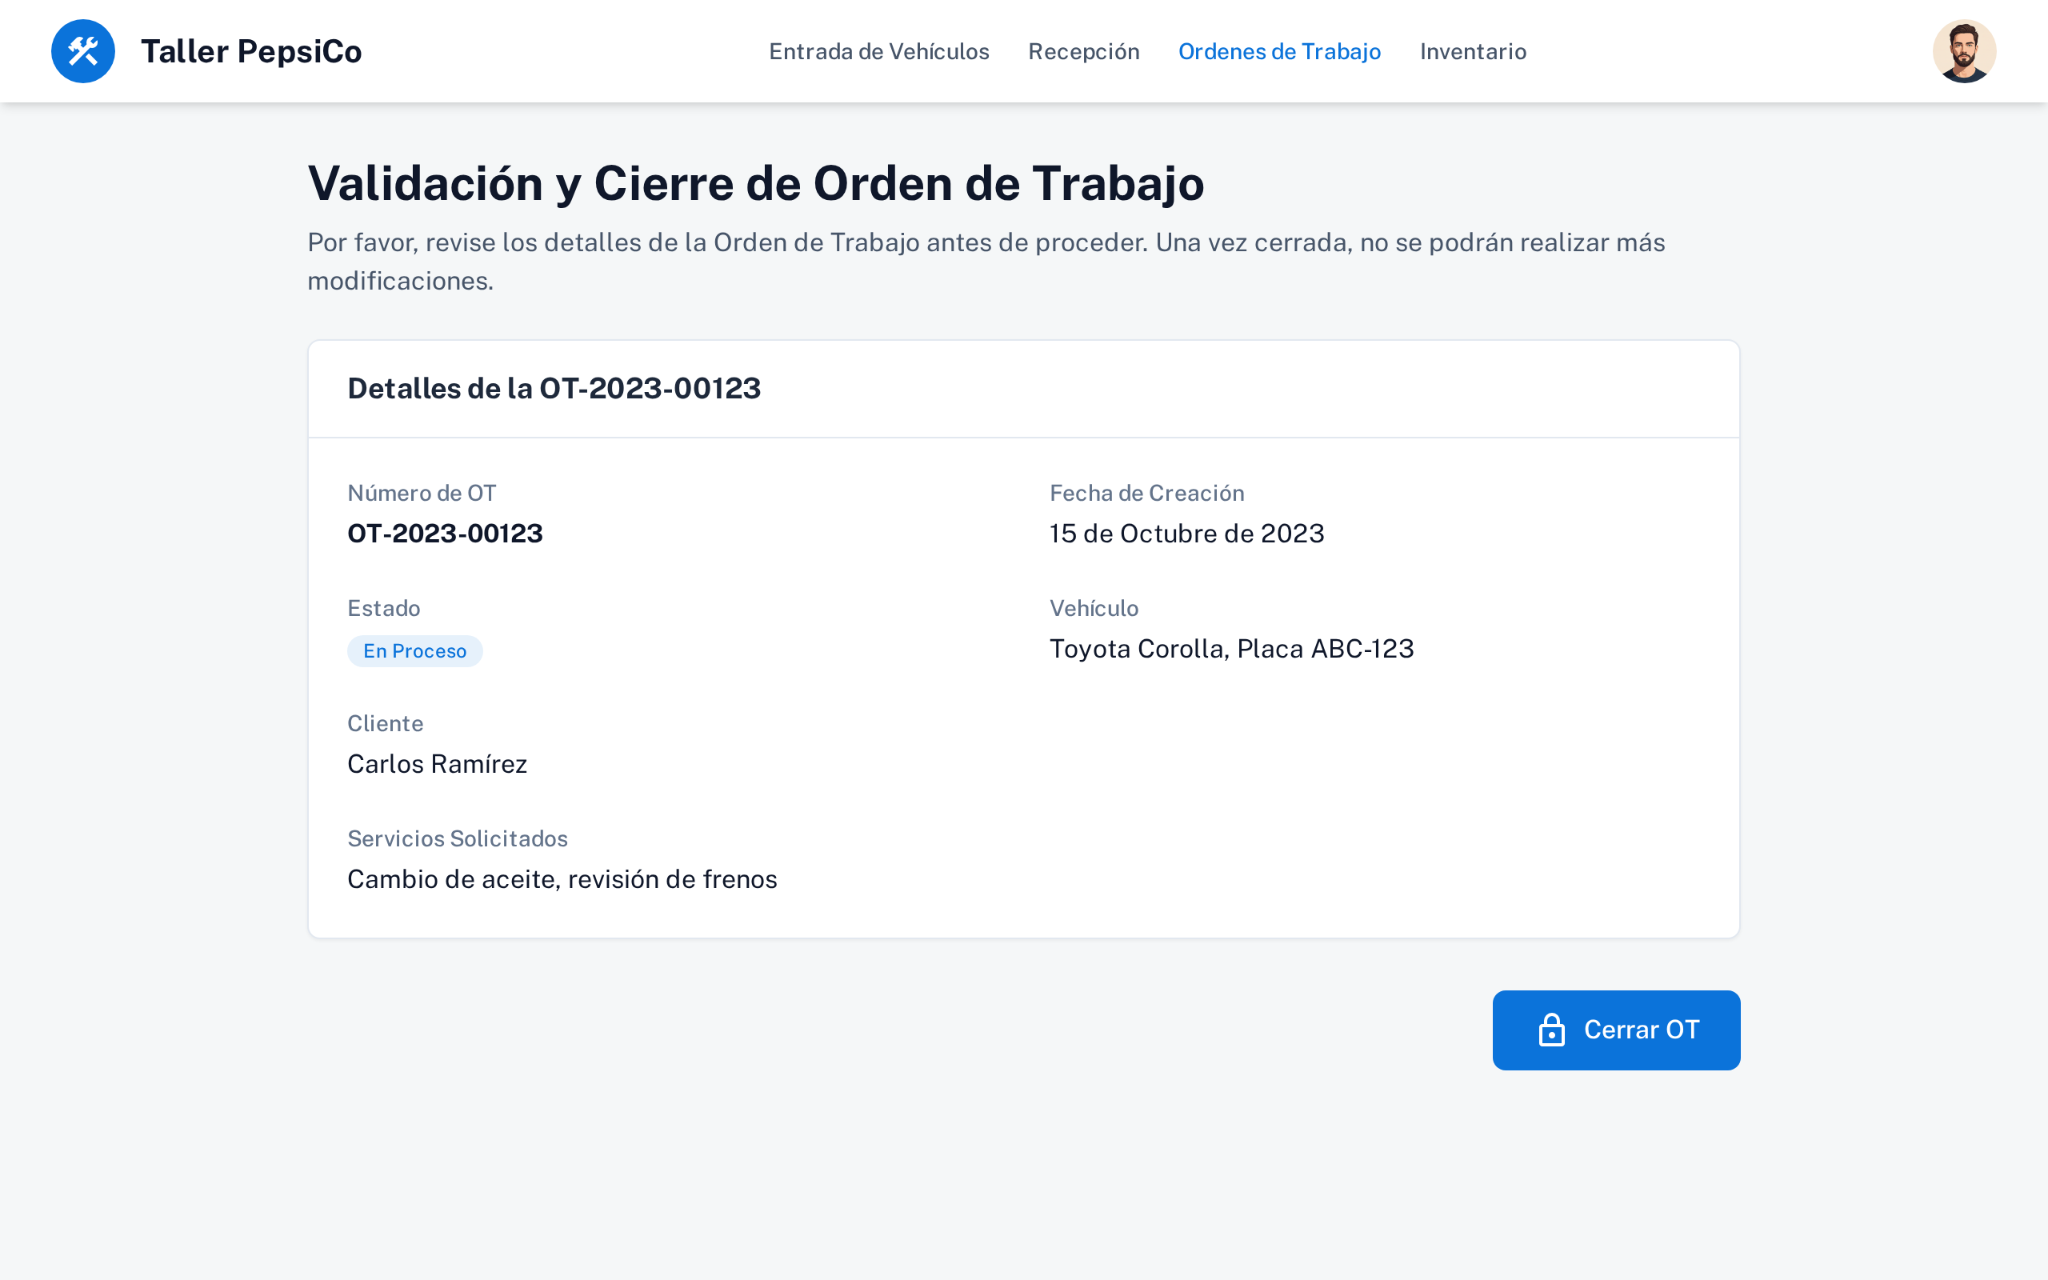 Taller PepsiCo
Entrada de Vehículos
Recepción
Ordenes de Trabajo
Inventario
Validación y Cierre de Orden de Trabajo
Por favor, revise los detalles de la Orden de Trabajo antes de proceder. Una vez cerrada, no se podrán realizar más
modificaciones.
Detalles de la OT-2023-00123
Número de OT
OT-2023-00123
Fecha de Creación
15 de Octubre de 2023
Estado
En Proceso
Vehículo
Toyota Corolla, Placa ABC-123
Cliente
Carlos Ramírez
Servicios Solicitados
Cambio de aceite, revisión de frenos
Cerrar OT